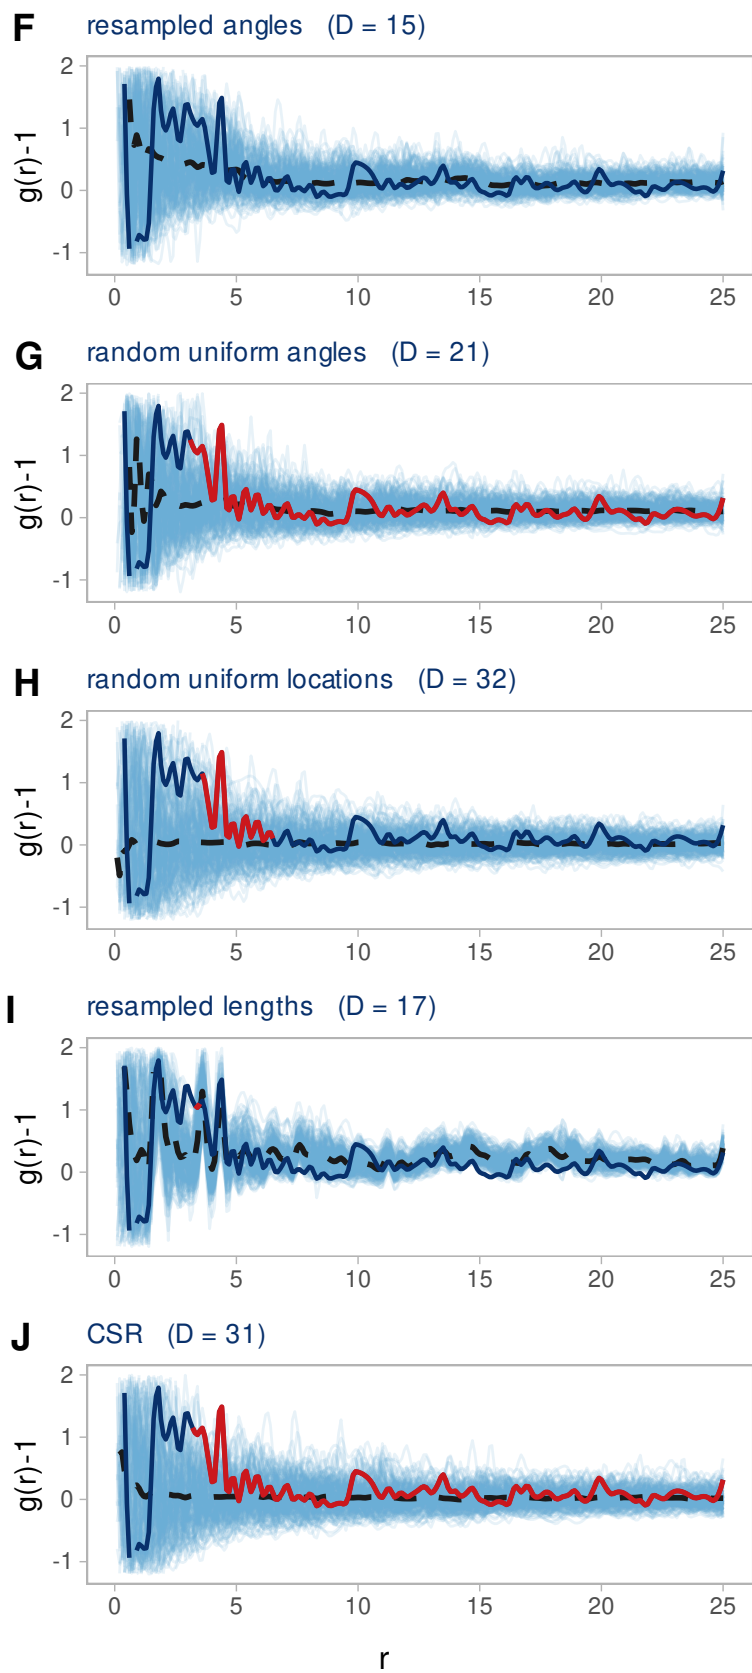 F resampled angles (D = 15)
2
1
0
-1
g(r)-1
0 5 10 15 20 25
G random uniform angles (D = 21)
2
1
0
-1
g(r)-1
0 5 10 15 20 25
H random uniform locations (D = 32)
2
1
0
-1
g(r)-1
0 5 10 15 20 25
I resampled lengths (D = 17)
2
1
0
-1
g(r)-1
0 5 10 15 20 25
J CSR (D = 31)
2
1
0
-1
g(r)-1
0 5 10 15 20 25
r